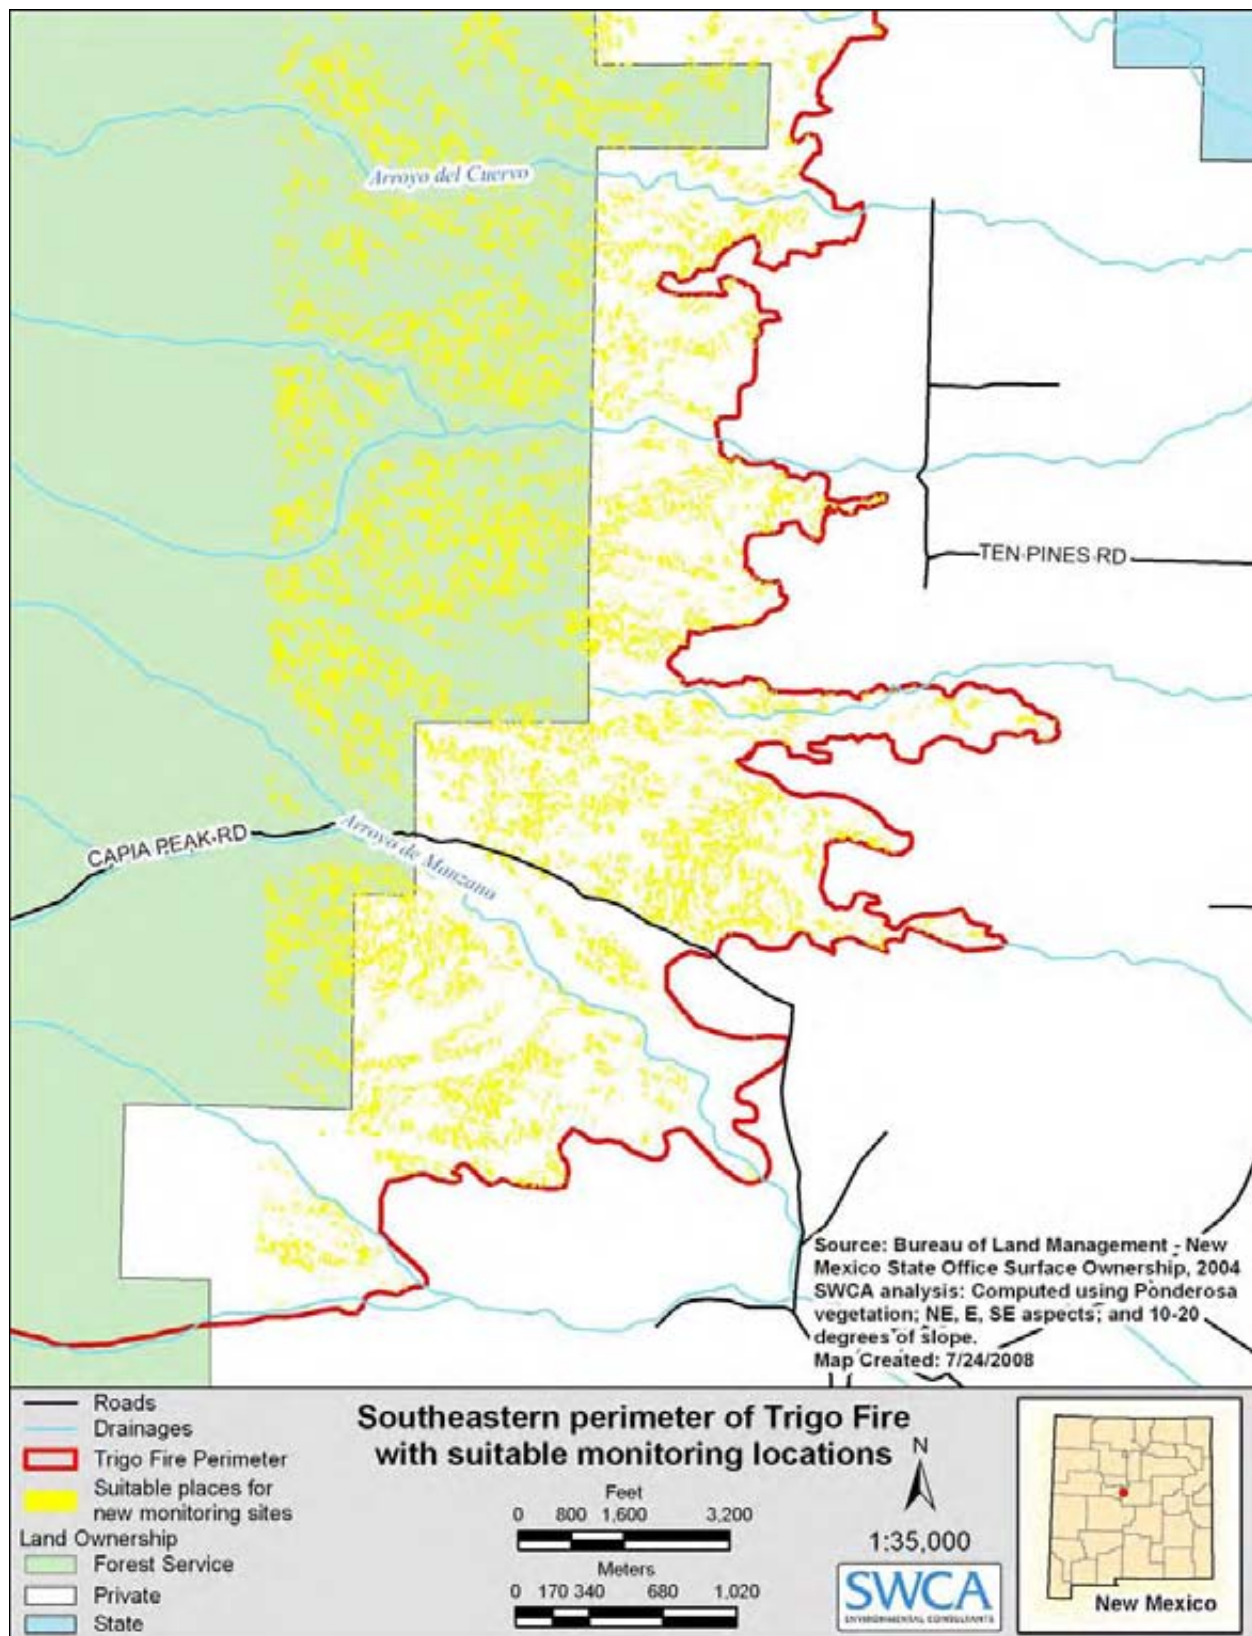 Arroyo del Cuervo
TEN PINES RD
CAPIA PEAK RD
Arroyo de Manzano
Source: Bureau of Land Management - New
Mexico State Office Surface Ownership, 2004
SWCA analysis: Computed using Ponderosa
vegetation; NE, E, SE aspects; and 10-20
degrees of slope.
Map Created: 7/24/2008
Roads
Drainages
Trigo Fire Perimeter
Suitable places for
new monitoring sites
Land Ownership
Forest Service
Private
State
Southeastern perimeter of Trigo Fire
with suitable monitoring locations
Feet
0 800 1,600 3,200
Meters
0 170 340 680 1,020
N
1:35,000
SWCA
ENVIRONMENTAL CONSULTANTS
New Mexico